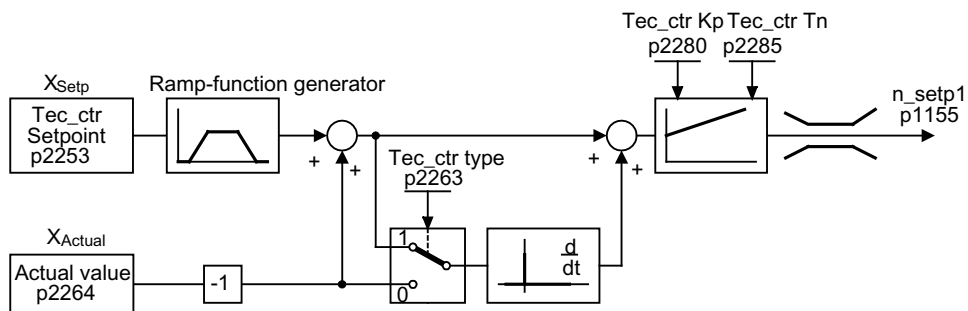 Tec_ctr Kp Tec_ctr Tn
p2280 p2285
XSetp
Ramp-function generator
n_setp1
p1155
Tec_ctr
Setpoint
p2253
+
+
+
+
Tec_ctr type
p2263
XActual
1
d
dt
Actual value
p2264
-1
0